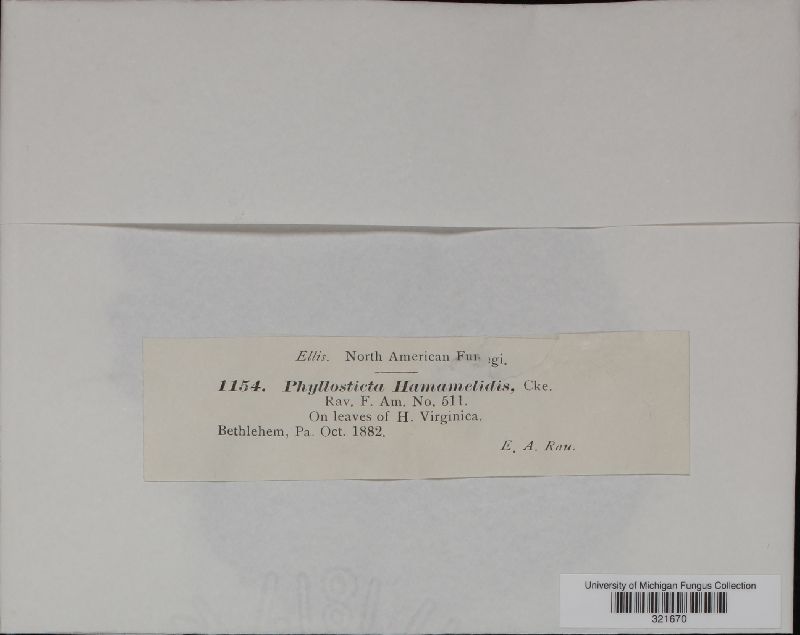 Ellis. North American Fungi.
1154. Phyllosticta Hamamelidis, Cke.
Rav. F. Am. No. 511.
On leaves of H. Virginica.
Bethlehem, Pa. Oct. 1882.
E. A. Rau.
University of Michigan Fungus Collection
321670